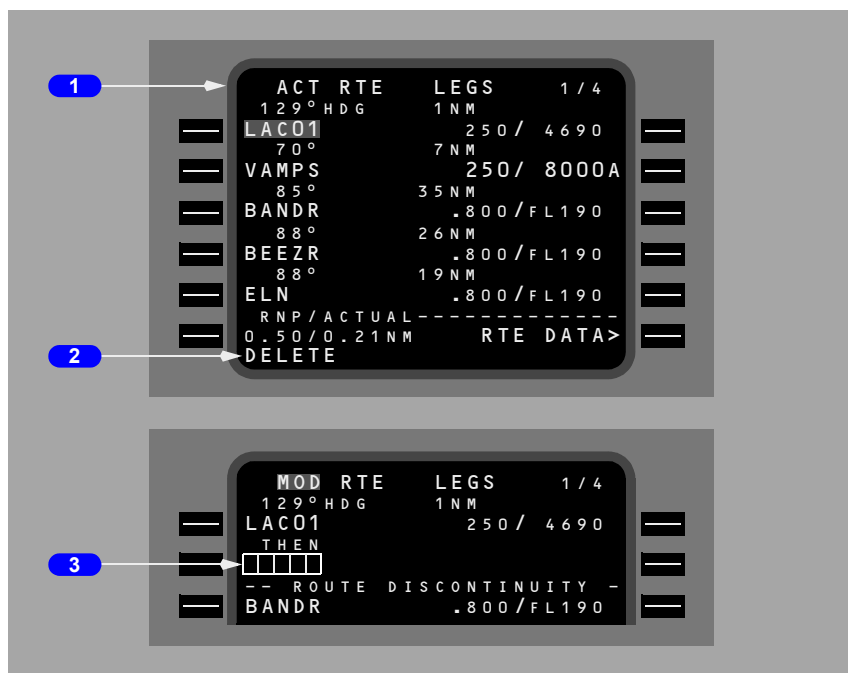 ACT RTE LEGS 1/4
129°HDG 1NM
LACO1 250/ 4690
70° 7NM
VAMPS 250/ 8000A
85° 35NM
BANDR .800/FL190
88° 26NM
BEEZR .800/FL190
88° 19NM
ELN .800/FL190
RNP/ACTUAL--------------
0.50/0.21NM RTE DATA>
DELETE
1
2
MOD RTE LEGS 1/4
129°HDG 1NM
LACO1 250/ 4690
THEN
-- ROUTE DISCONTINUITY -
BANDR .800/FL190
3